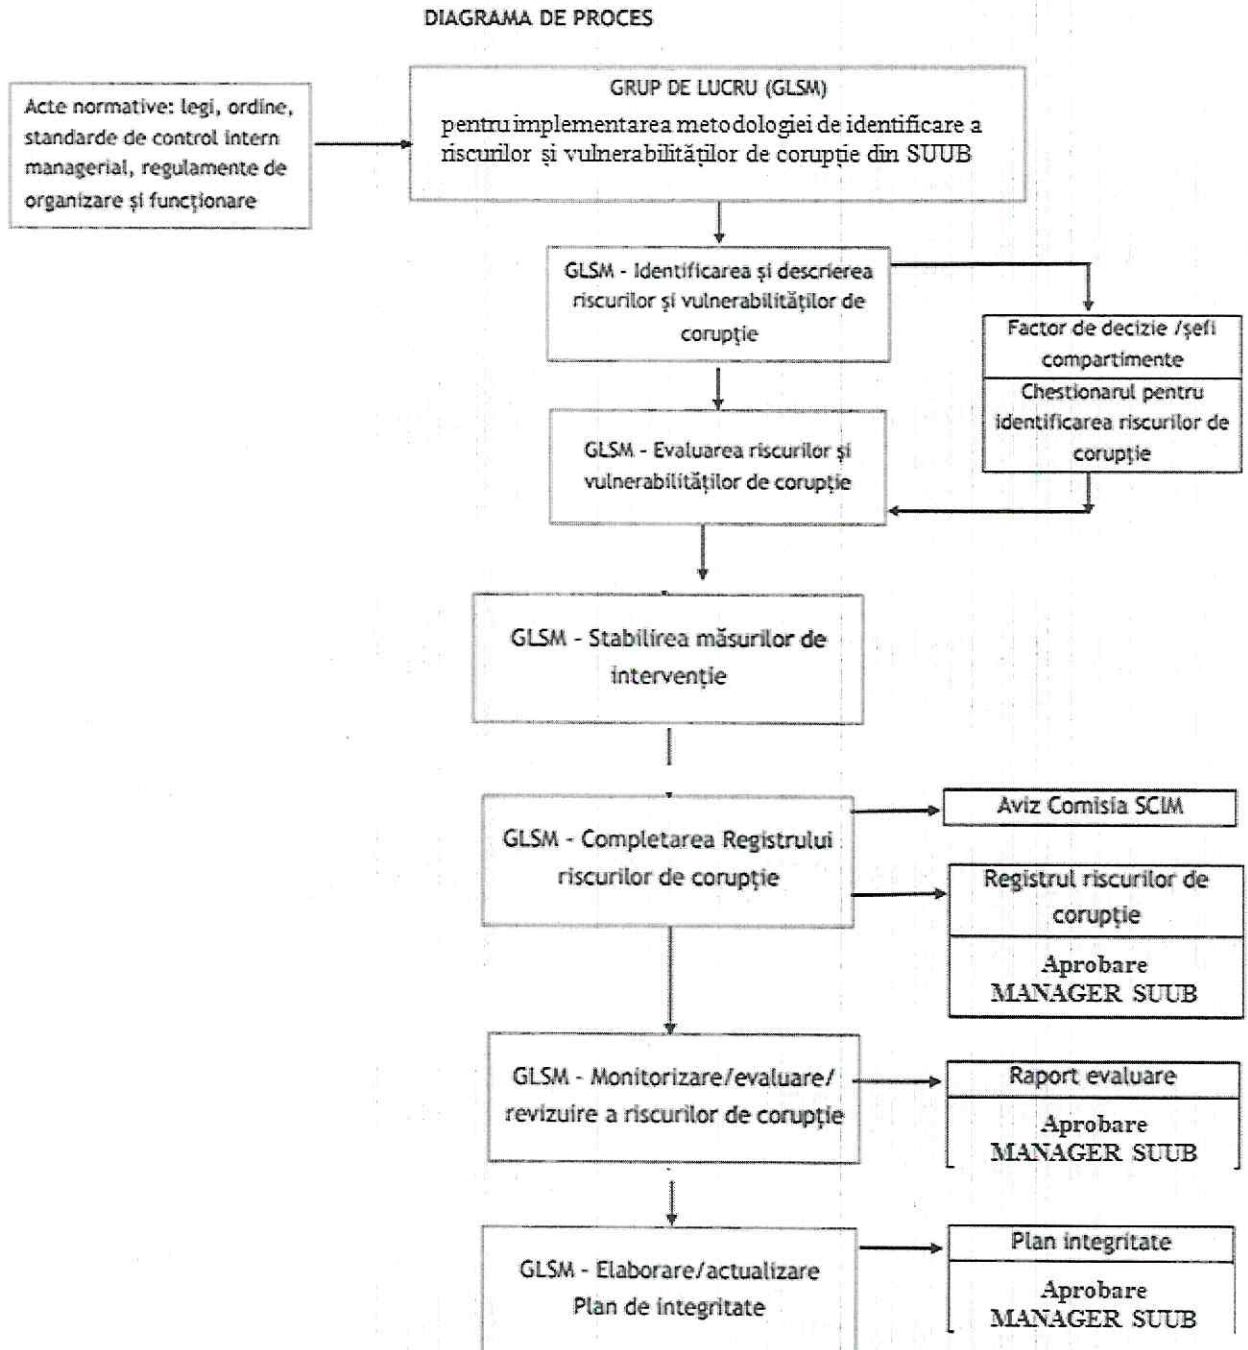 DIAGRAMA DE PROCES
Acte normative: legi, ordine,
standarde de control intern
managerial, regulamente de
organizare și funcționare
GRUP DE LUCRU (GLSM)
pentru implementarea metodologiei de identificare a
riscurilor și vulnerabilităților de corupție din SUUB
GLSM - Identificarea și descrierea
riscurilor și vulnerabilităților de
corupție
Factor de decizie /șefi
compartimente
Chestionarul pentru
identificarea riscurilor de
corupție
GLSM - Evaluarea riscurilor și
vulnerabilităților de corupție
GLSM - Stabilirea măsurilor de
intervenție
GLSM - Completarea Registrului
riscurilor de corupție
Aviz Comisia SCIM
Registrul riscurilor de
corupție
Aprobare
MANAGER SUUB
GLSM - Monitorizare/evaluare/
revizuire a riscurilor de corupție
Raport evaluare
Aprobare
MANAGER SUUB
GLSM - Elaborare/actualizare
Plan de integritate
Plan integritate
Aprobare
MANAGER SUUB